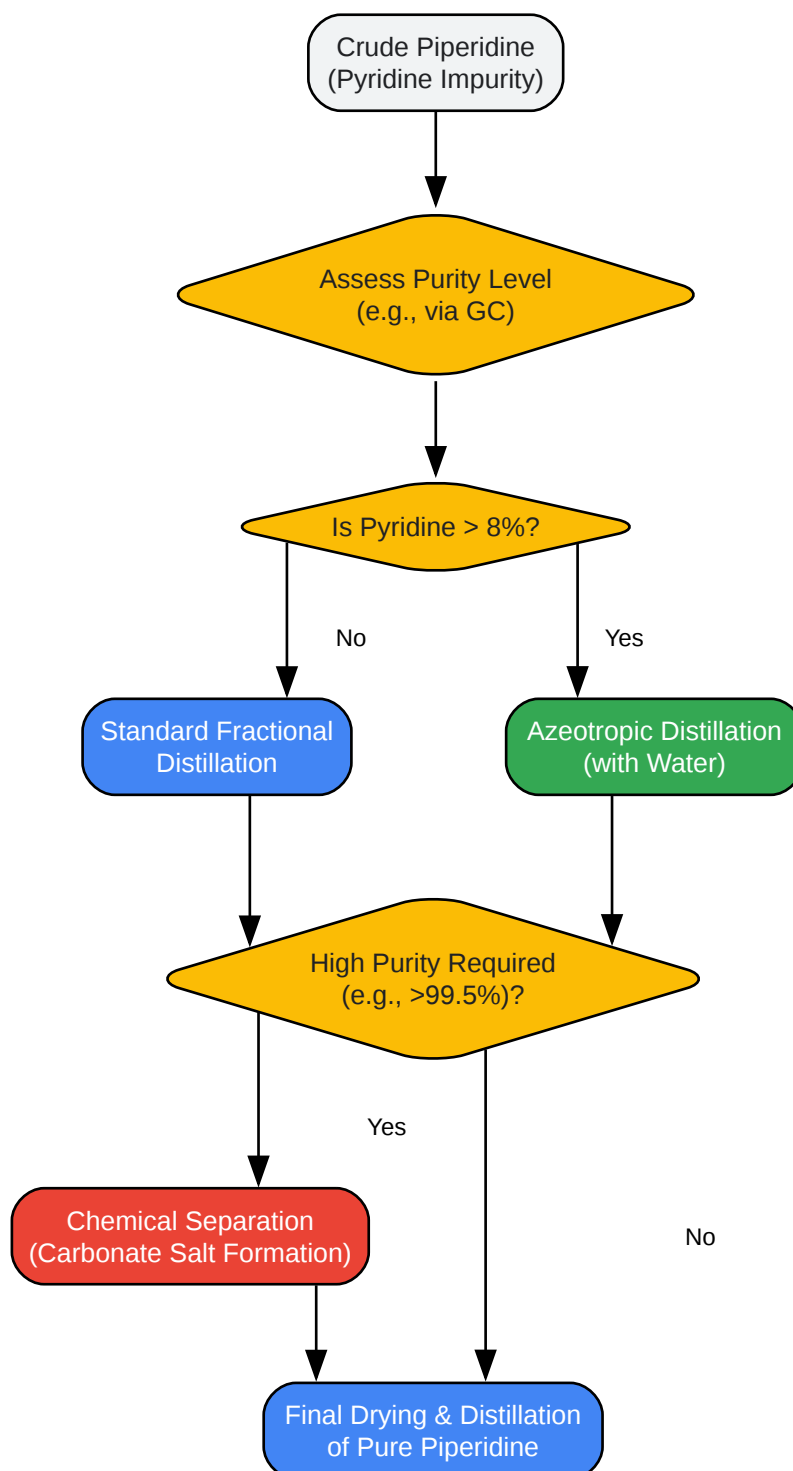 Crude Piperidine
(Pyridine Impurity)
Assess Purity Level
(e.g., via GC)
Is Pyridine > 8%?
No
Yes
Standard Fractional
Distillation
Azeotropic Distillation
(with Water)
High Purity Required
(e.g., >99.5%)?
Yes
Chemical Separation
(Carbonate Salt Formation)
No
Final Drying & Distillation
of Pure Piperidine